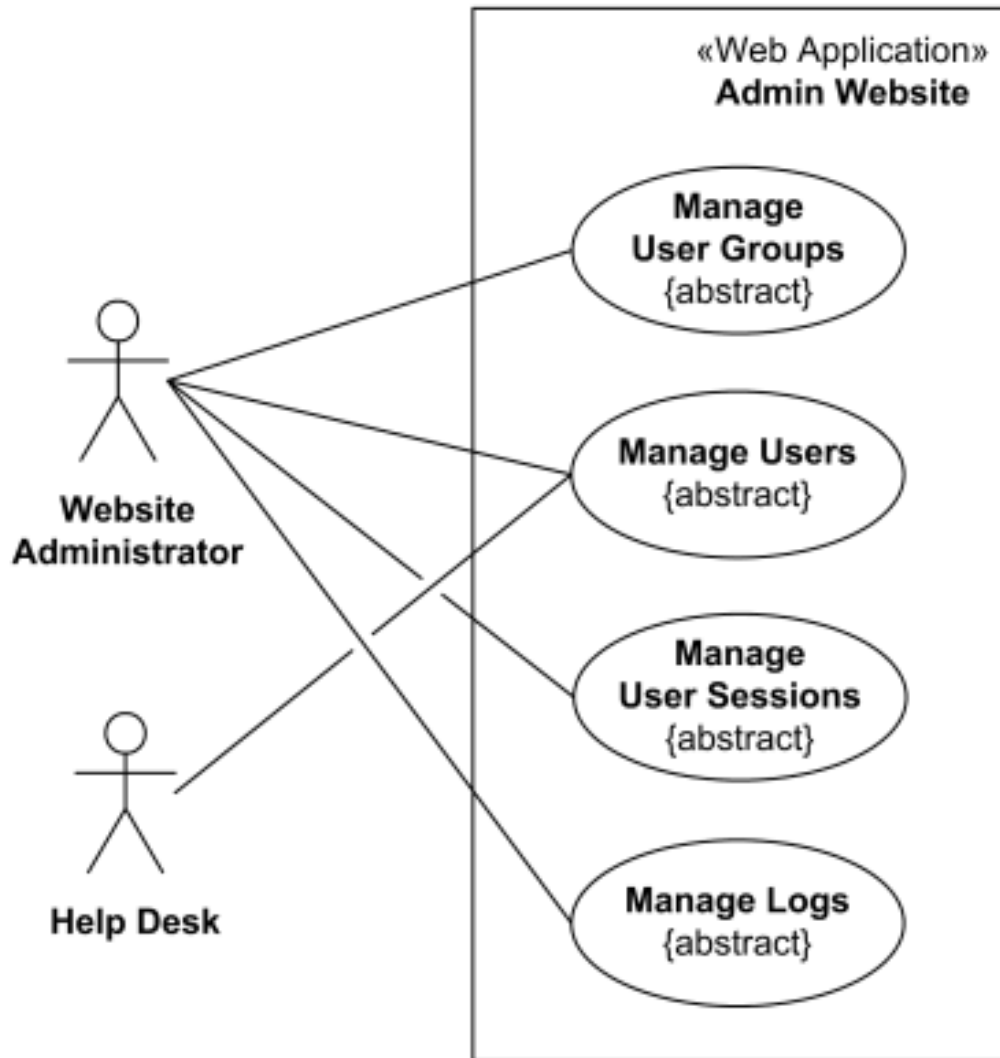 «Web Application»
Admin Website
Manage
User Groups
{abstract}
Website
Administrator
Manage Users
{abstract}
Manage
User Sessions
{abstract}
Help Desk
Manage Logs
{abstract}